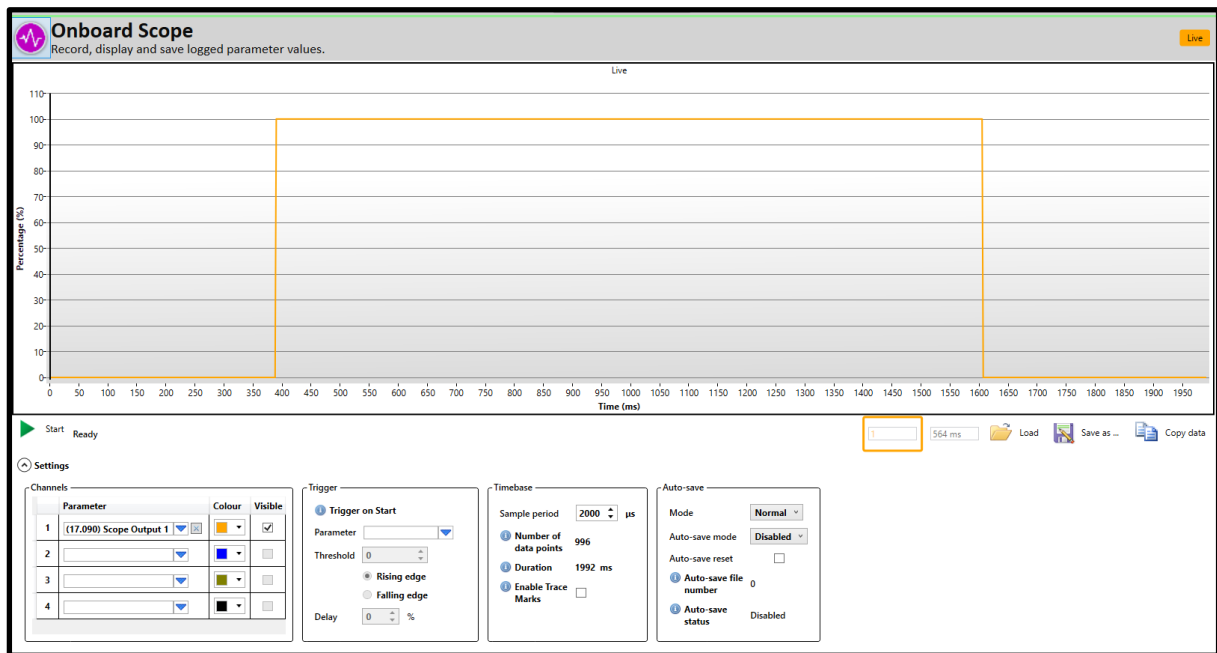 Onboard Scope
Record, display and save logged parameter values.
Live
Live
110
100
90
80
70
60
50
40
30
20
10
0
Percentage (%)
0 50 100 150 200 250 300 350 400 450 500 550 600 650 700 750 800 850 900 950 1000 1050 1100 1150 1200 1250 1300 1350 1400 1450 1500 1550 1600 1650 1700 1750 1800 1850 1900 1950
Time (ms)
Start Ready 1 564 ms Load Save as ... Copy data
Settings
Channels
Parameter Colour Visible
1 (17.090) Scope Output 1
2
3
4
Trigger
Trigger on Start
Parameter
Threshold 0
Rising edge
Falling edge
Delay 0 %
Timebase
Sample period 2000 µs
Number of
data points 996
Duration 1992 ms
Enable Trace
Marks
Auto-save
Mode Normal
Auto-save mode Disabled
Auto-save reset
Auto-save file
number 0
Auto-save
status Disabled